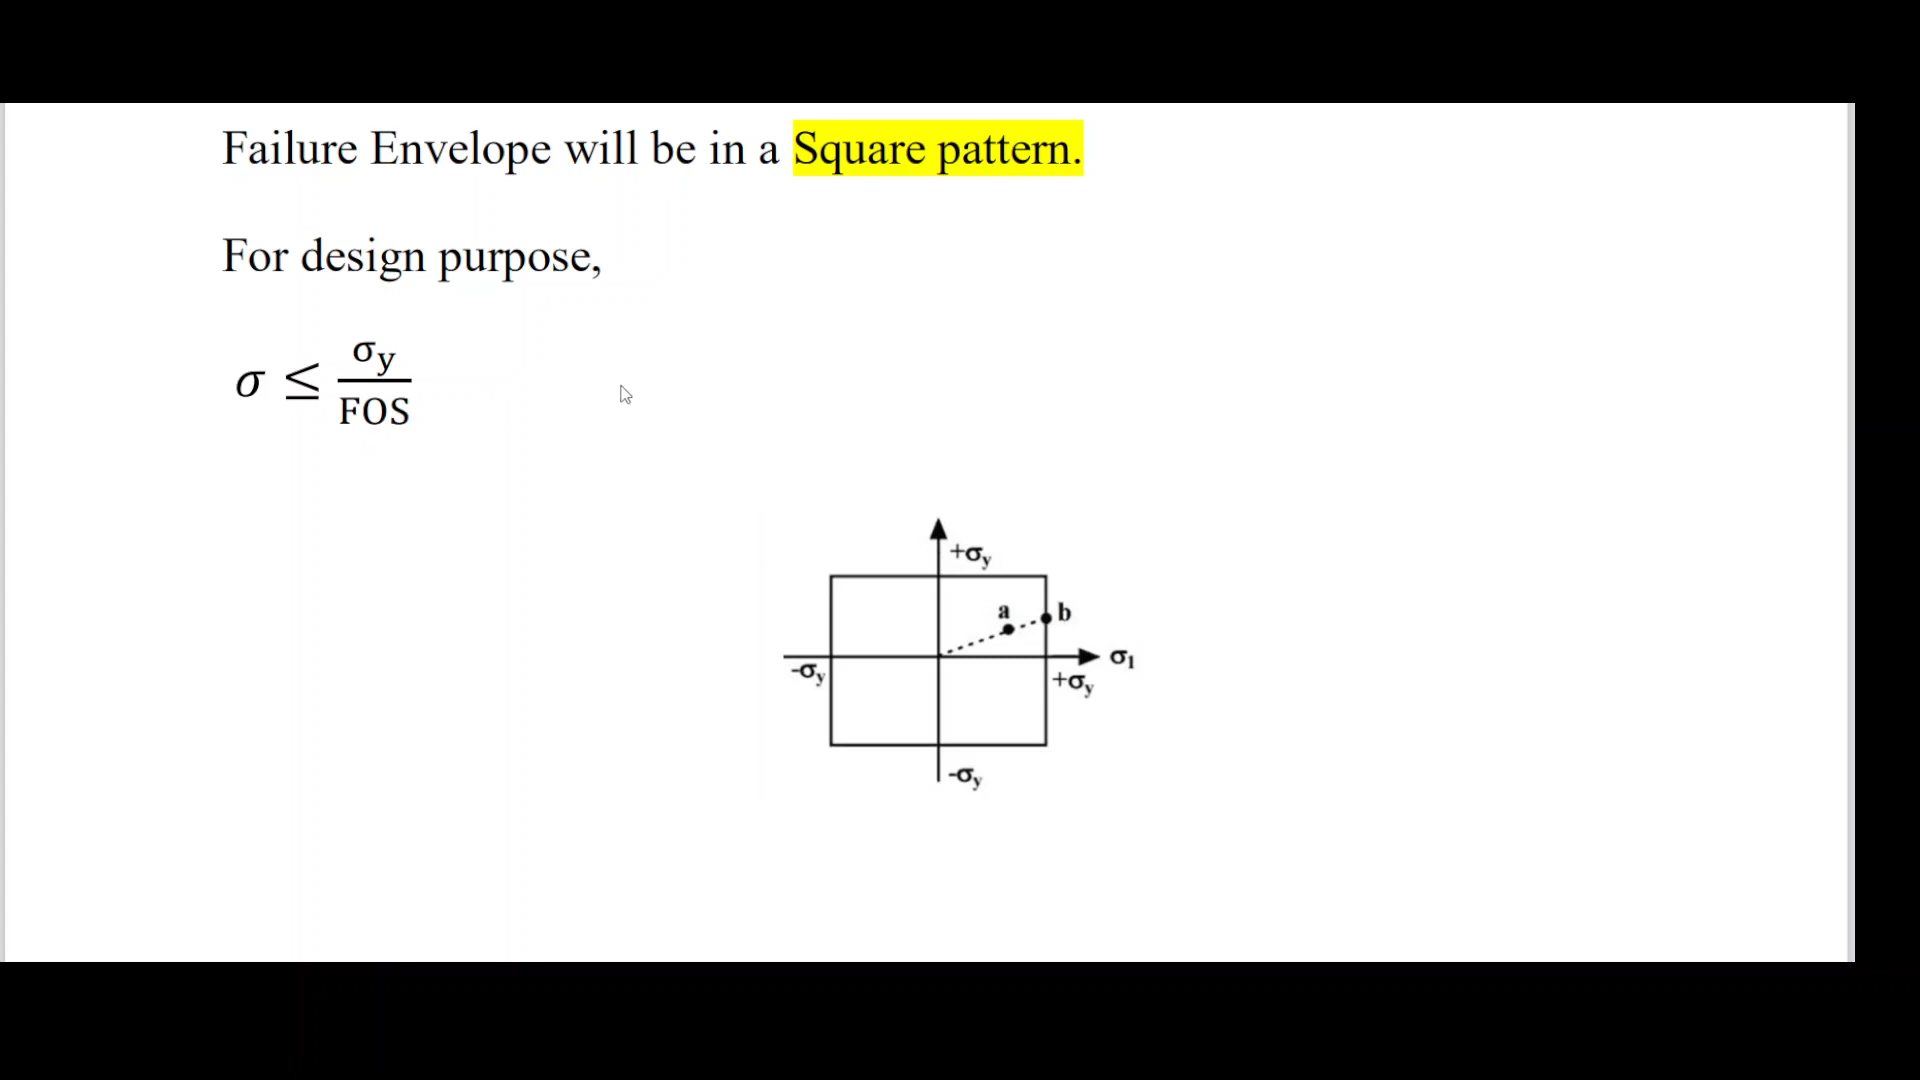 Failure Envelope will be in a Square pattern.
For design purpose,
σ ≤ σy/FOS
+σy
a
b
σ1
-σy
+σy
-σy